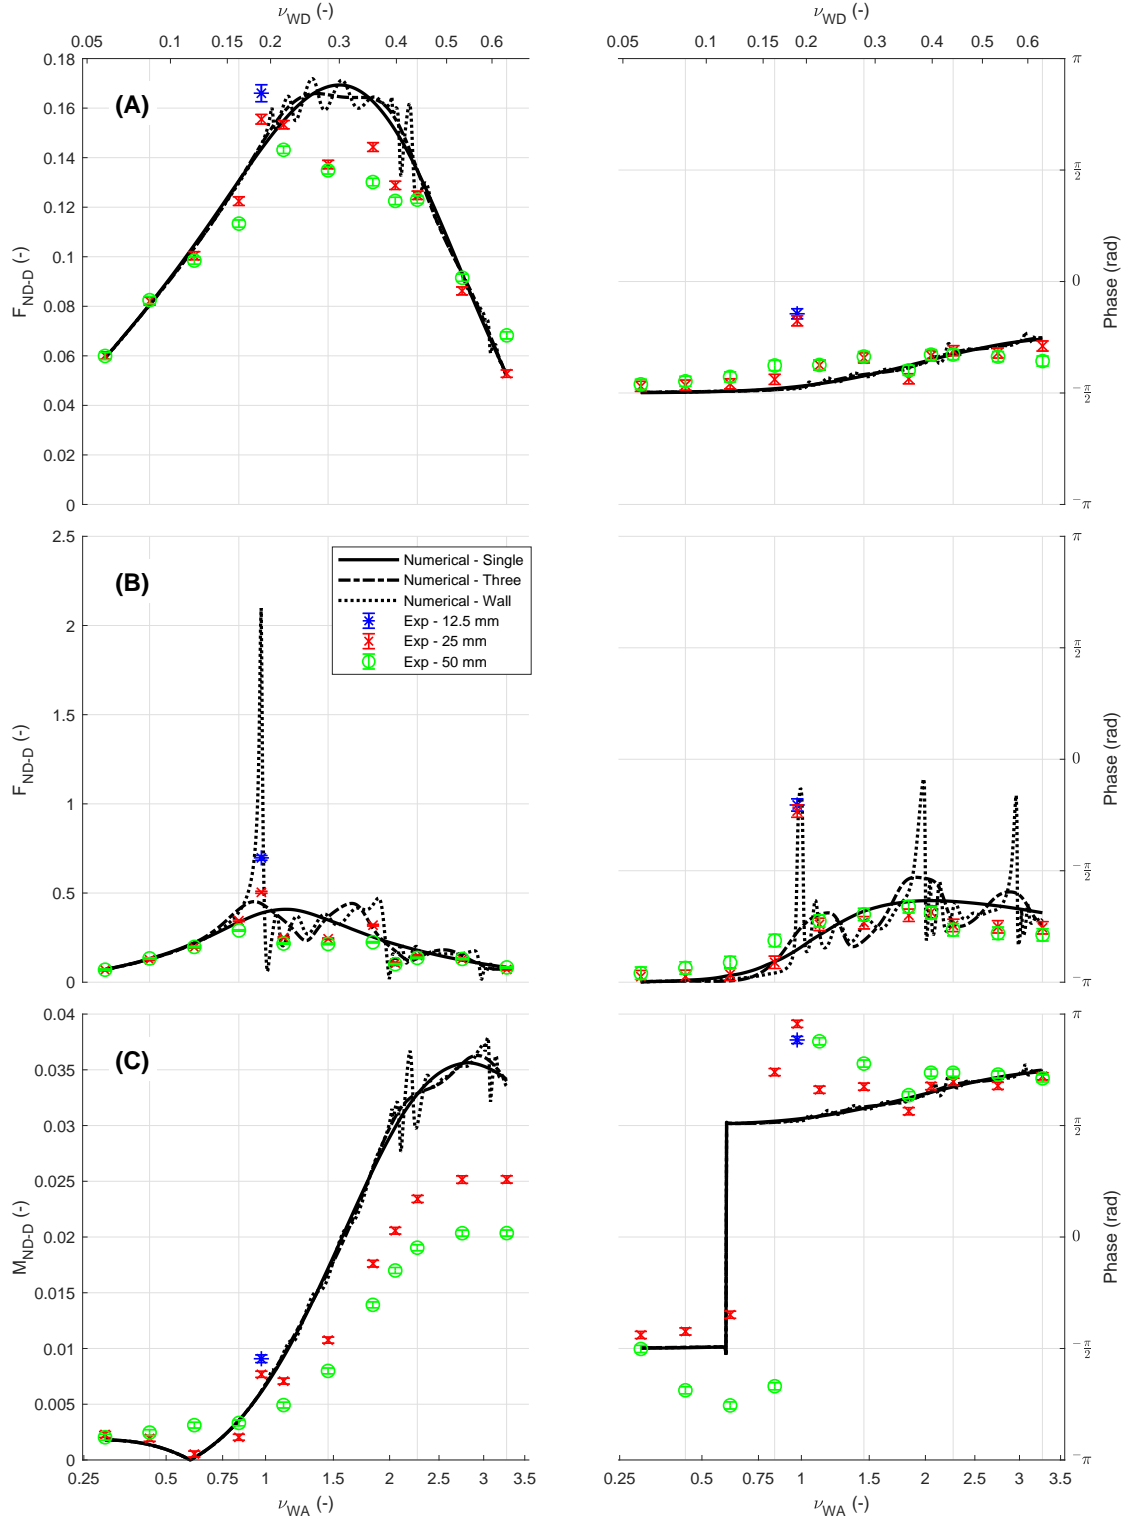 ν_WD (-)
ν_WD (-)
0.05 0.1 0.15 0.2 0.3 0.4 0.5 0.6
0.05 0.1 0.15 0.2 0.3 0.4 0.5 0.6
(A)
0.18
0.16
0.14
0.12
0.1
0.08
0.06
0.04
0.02
0
F_ND-D (-)
π
π/2
0
-π/2
-π
Phase (rad)
(B)
2.5
2
1.5
1
0.5
0
F_ND-D (-)
Numerical - Single
Numerical - Three
Numerical - Wall
Exp - 12.5 mm
Exp - 25 mm
Exp - 50 mm
π
π/2
0
-π/2
-π
Phase (rad)
(C)
0.04
0.035
0.03
0.025
0.02
0.015
0.01
0.005
0
M_ND-D (-)
π
π/2
0
-π/2
-π
Phase (rad)
0.25 0.5 0.75 1 1.5 2 2.5 3 3.5
0.25 0.5 0.75 1 1.5 2 2.5 3 3.5
ν_WA (-)
ν_WA (-)